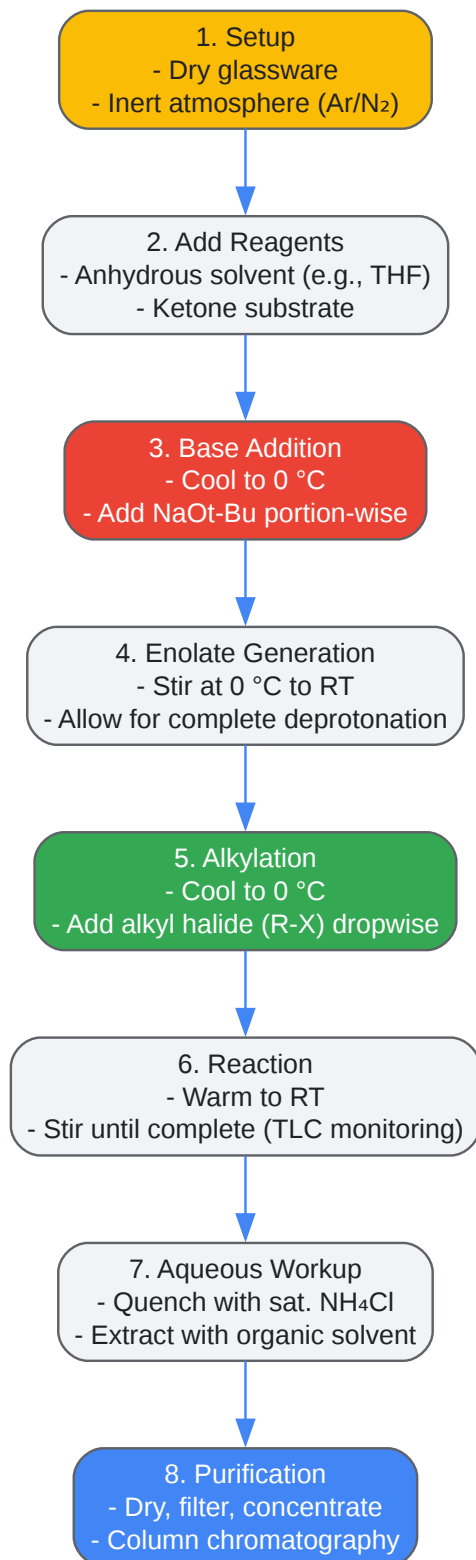 1. Setup
- Dry glassware
- Inert atmosphere (Ar/N₂)
2. Add Reagents
- Anhydrous solvent (e.g., THF)
- Ketone substrate
3. Base Addition
- Cool to 0 °C
- Add NaOt-Bu portion-wise
4. Enolate Generation
- Stir at 0 °C to RT
- Allow for complete deprotonation
5. Alkylation
- Cool to 0 °C
- Add alkyl halide (R-X) dropwise
6. Reaction
- Warm to RT
- Stir until complete (TLC monitoring)
7. Aqueous Workup
- Quench with sat. NH₄Cl
- Extract with organic solvent
8. Purification
- Dry, filter, concentrate
- Column chromatography